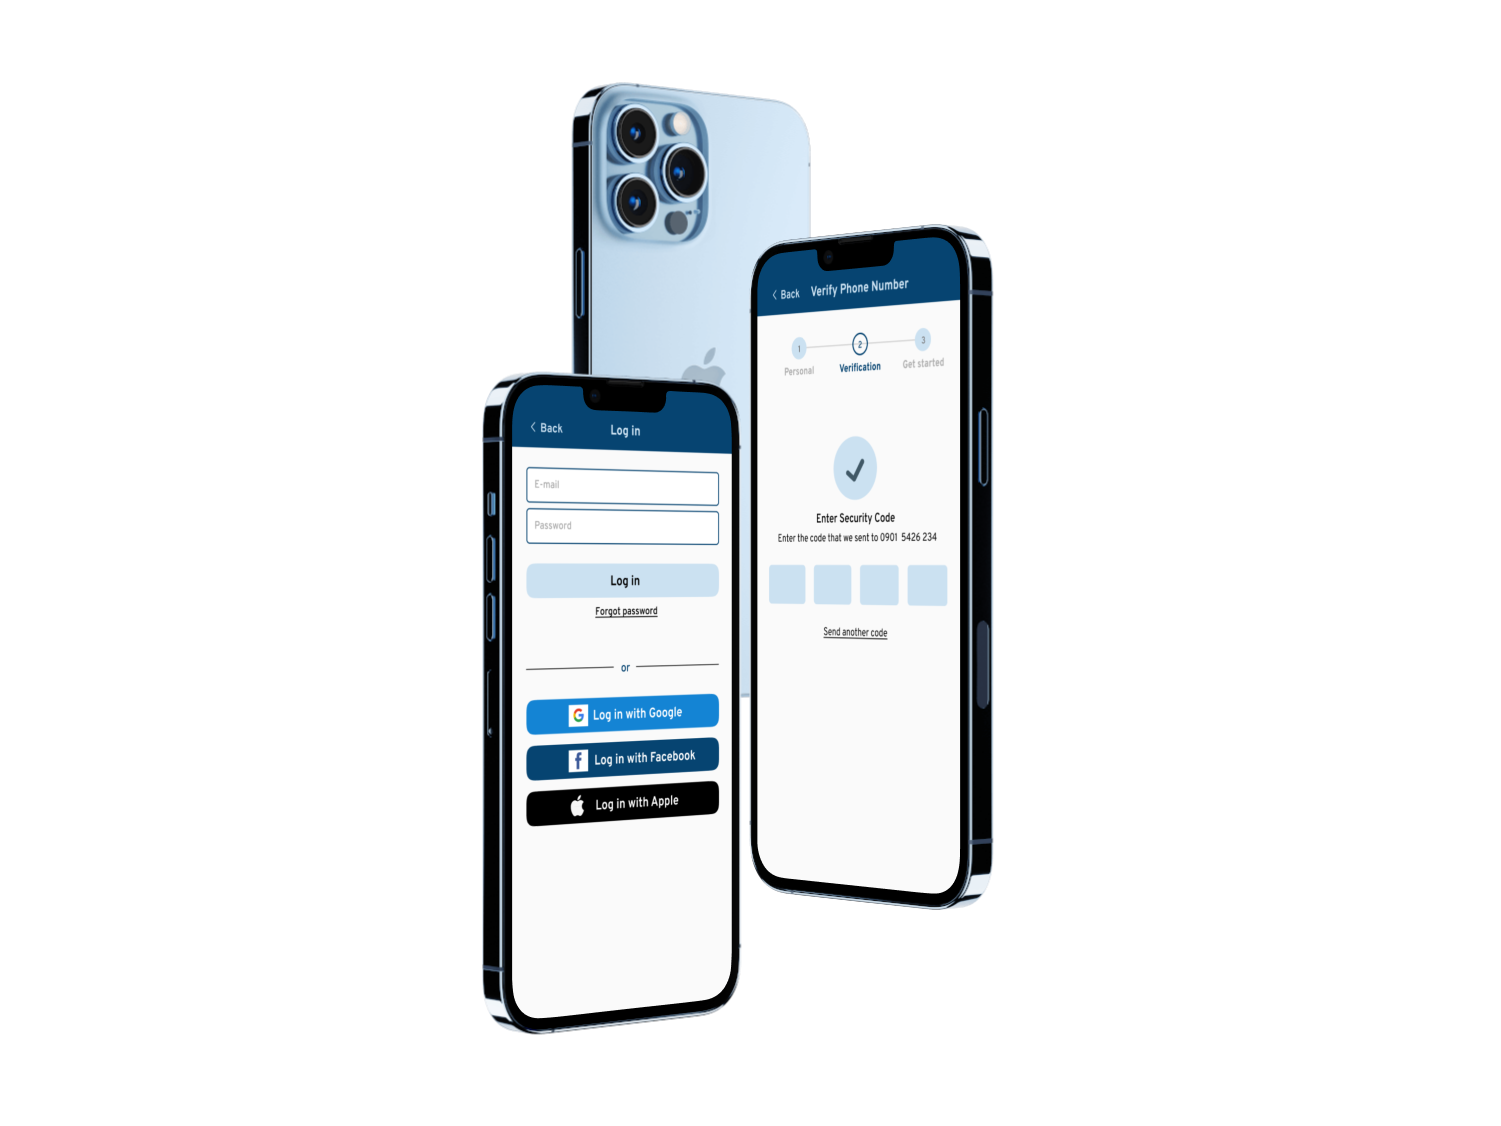 < Back Log in
E-mail
Password
Log in
Forgot password
or
Log in with Google
Log in with Facebook
Log in with Apple
< Back Verify Phone Number
1 2 3
Personal Verification Get started
Enter Security Code
Enter the code that we sent to 0901 5426 234
Send another code